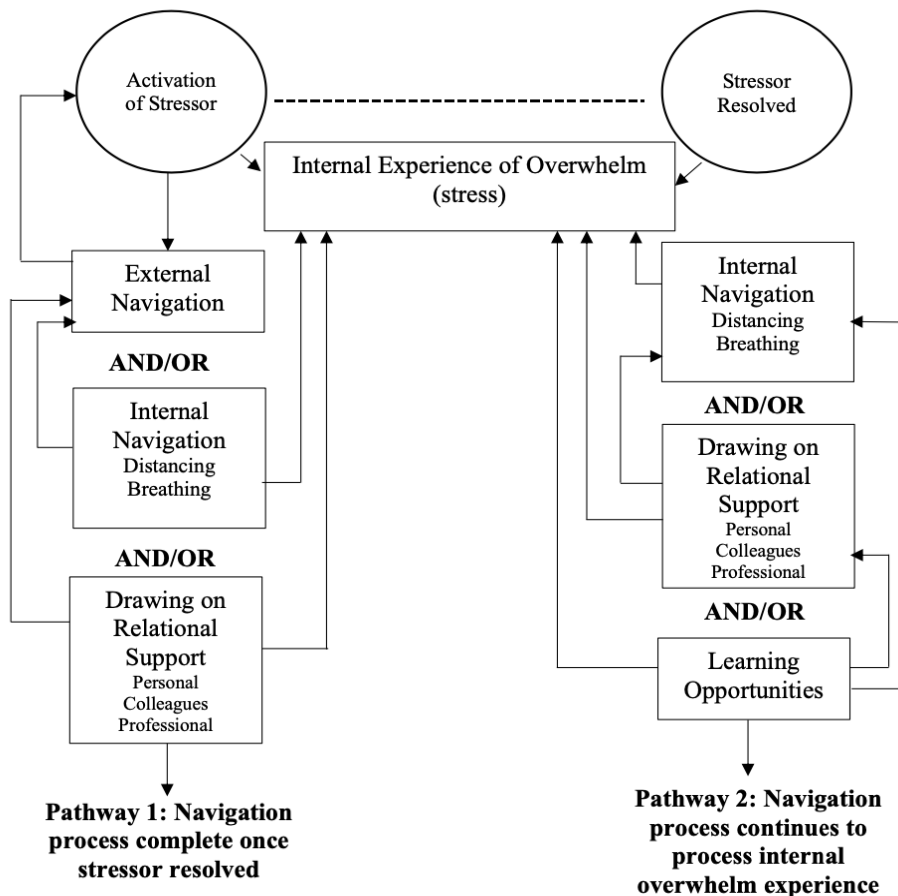 Activation
of Stressor
Stressor
Resolved
Internal Experience of Overwhelm
(stress)
External
Navigation
AND/OR
Internal
Navigation
Distancing
Breathing
AND/OR
Drawing on
Relational
Support
Personal
Colleagues
Professional
Pathway 1: Navigation
process complete once
stressor resolved
Internal
Navigation
Distancing
Breathing
AND/OR
Drawing on
Relational
Support
Personal
Colleagues
Professional
AND/OR
Learning
Opportunities
Pathway 2: Navigation
process continues to
process internal
overwhelm experience